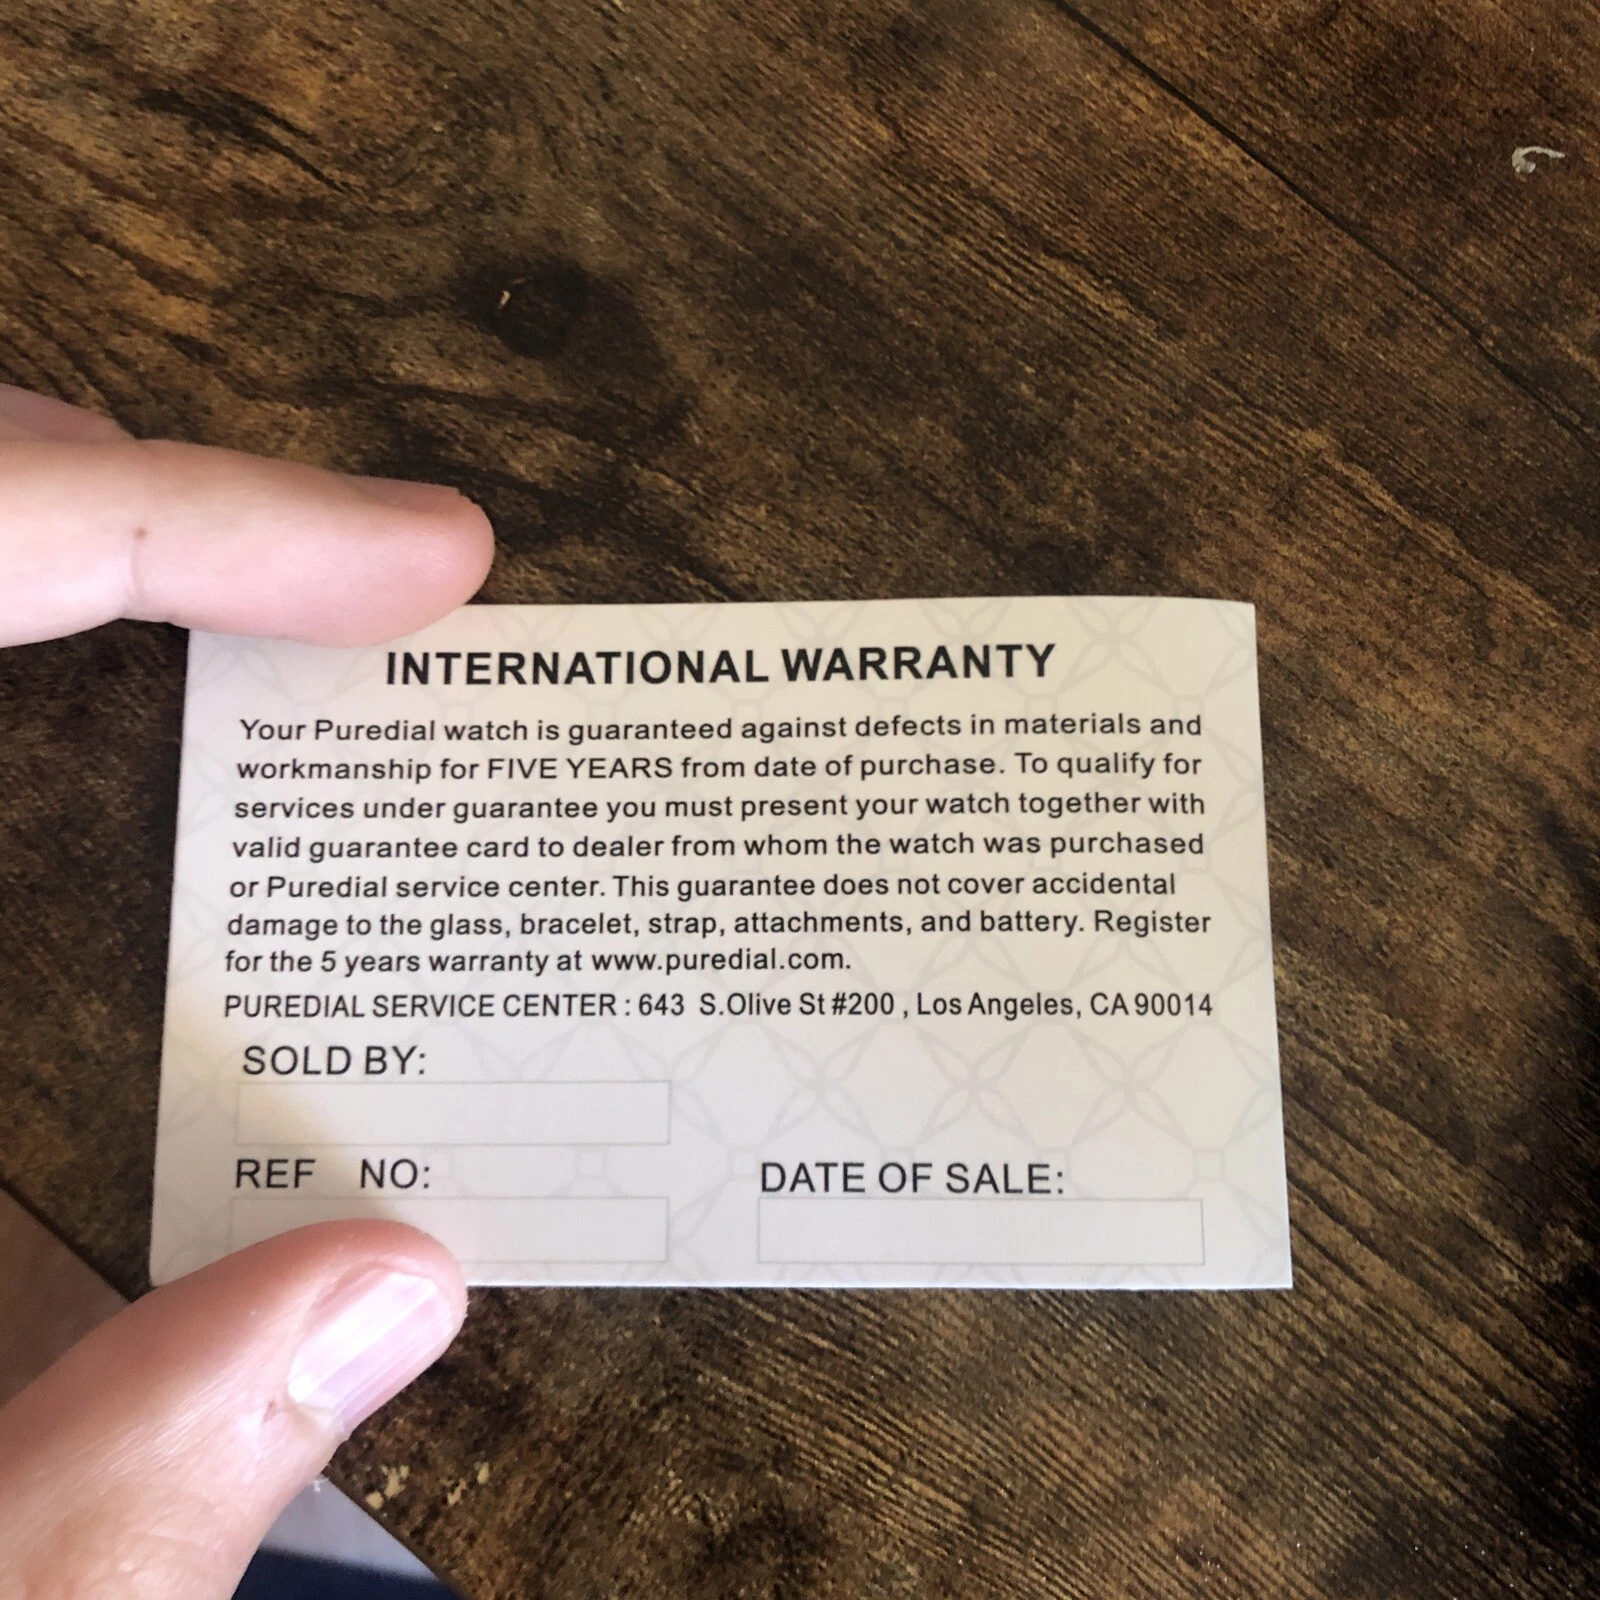 INTERNATIONAL WARRANTY
Your Puredial watch is guaranteed against defects in materials and
workmanship for FIVE YEARS from date of purchase. To qualify for
services under guarantee you must present your watch together with
valid guarantee card to dealer from whom the watch was purchased
or Puredial service center. This guarantee does not cover accidental
damage to the glass, bracelet, strap, attachments, and battery. Register
for the 5 years warranty at www.puredial.com.
PUREDIAL SERVICE CENTER : 643 S.Olive St #200 , Los Angeles, CA 90014
SOLD BY:
REF NO:
DATE OF SALE: